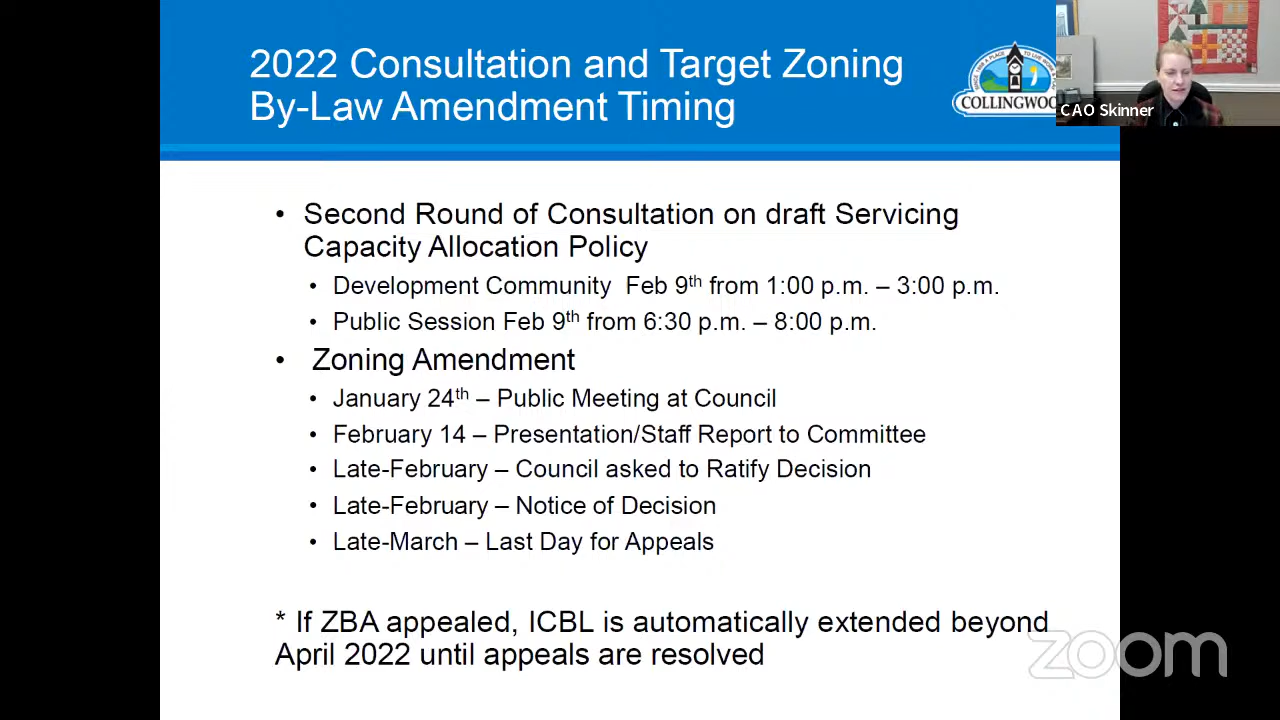 2022 Consultation and Target Zoning
By-Law Amendment Timing
COLLINGWOO
CAO Skinner
• Second Round of Consultation on draft Servicing
Capacity Allocation Policy
• Development Community Feb 9th from 1:00 p.m. – 3:00 p.m.
• Public Session Feb 9th from 6:30 p.m. – 8:00 p.m.
• Zoning Amendment
• January 24th – Public Meeting at Council
• February 14 – Presentation/Staff Report to Committee
• Late-February – Council asked to Ratify Decision
• Late-February – Notice of Decision
• Late-March – Last Day for Appeals
* If ZBA appealed, ICBL is automatically extended beyond
April 2022 until appeals are resolved
zoom